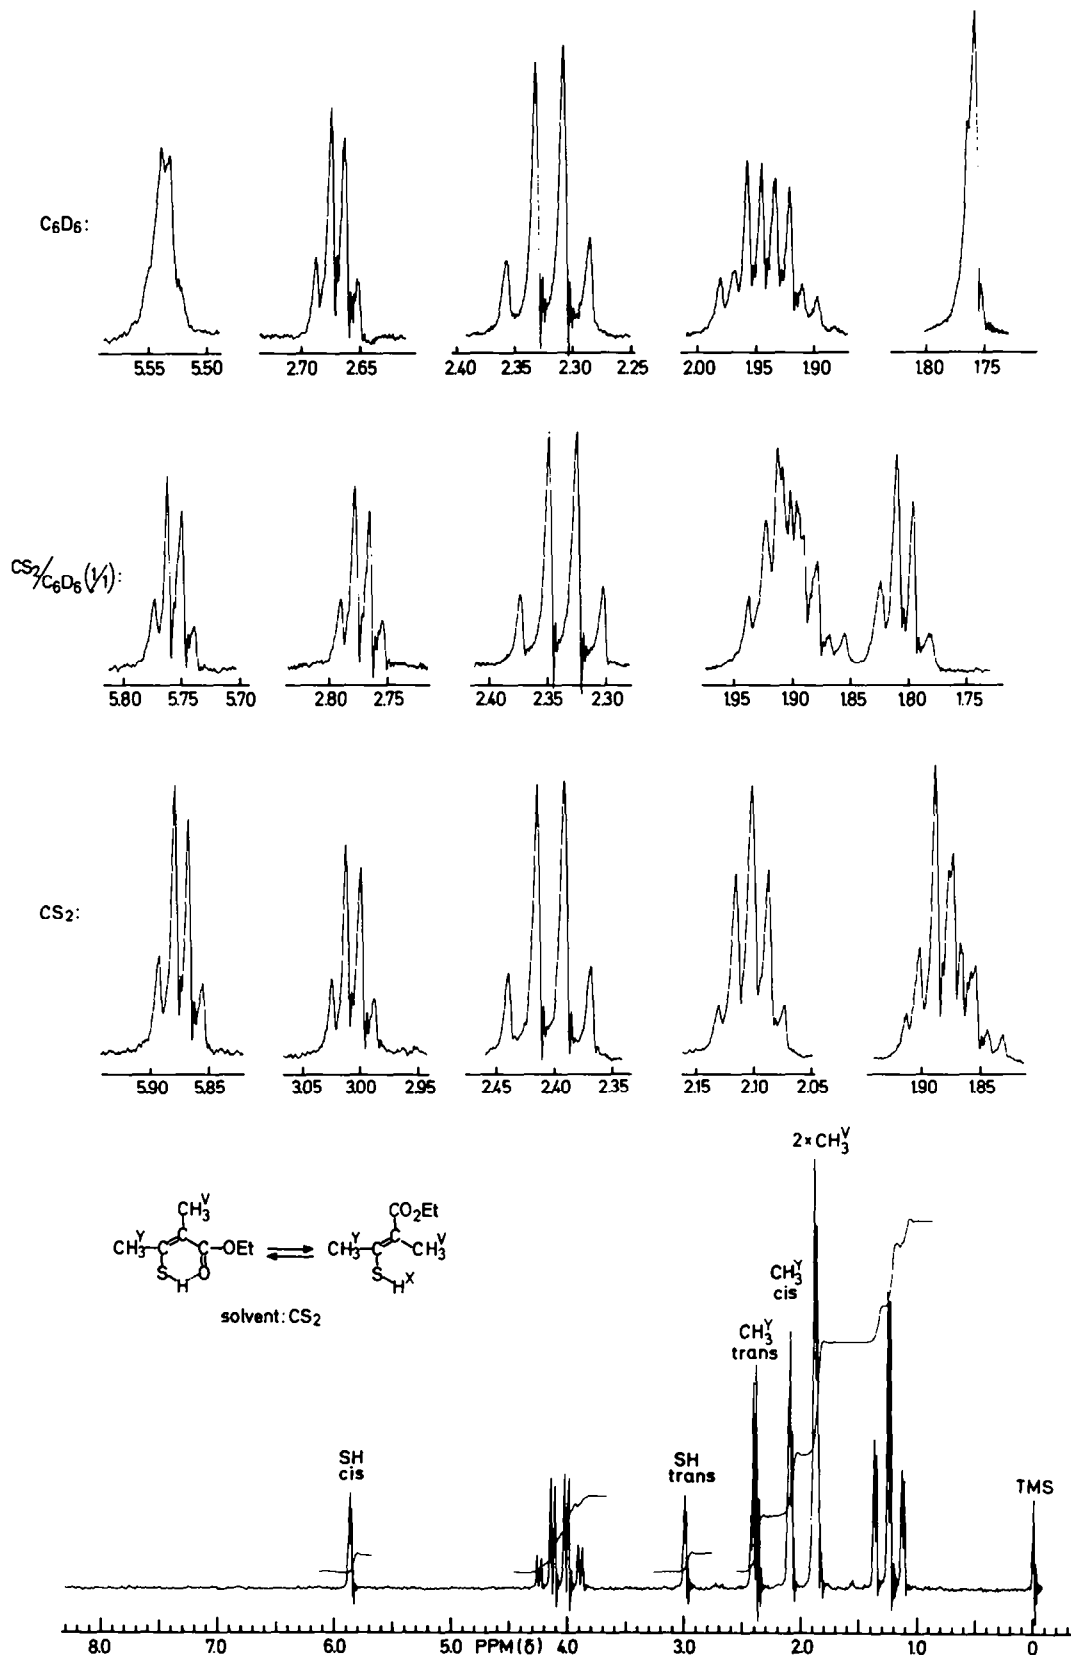 C6D6:
5.55 5.50 2.70 2.65 2.40 2.35 2.30 2.25 2.00 1.95 1.90 1.80 1.75
CS2/C6D6 (1/1):
5.80 5.75 5.70 2.80 2.75 2.40 2.35 2.30 1.95 1.90 1.85 1.80 1.75
CS2:
5.90 5.85 3.05 3.00 2.95 2.45 2.40 2.35 2.15 2.10 2.05 1.90 1.85
2×CH3V
CH3V CO2Et
CH3Y C C C–OEt CH3Y C C CH3V
S H O S HX
solvent: CS2
CH3Y
cis
CH3Y
trans
SH
cis
SH
trans
TMS
8.0 7.0 6.0 5.0 PPM(δ) 4.0 3.0 2.0 1.0 0